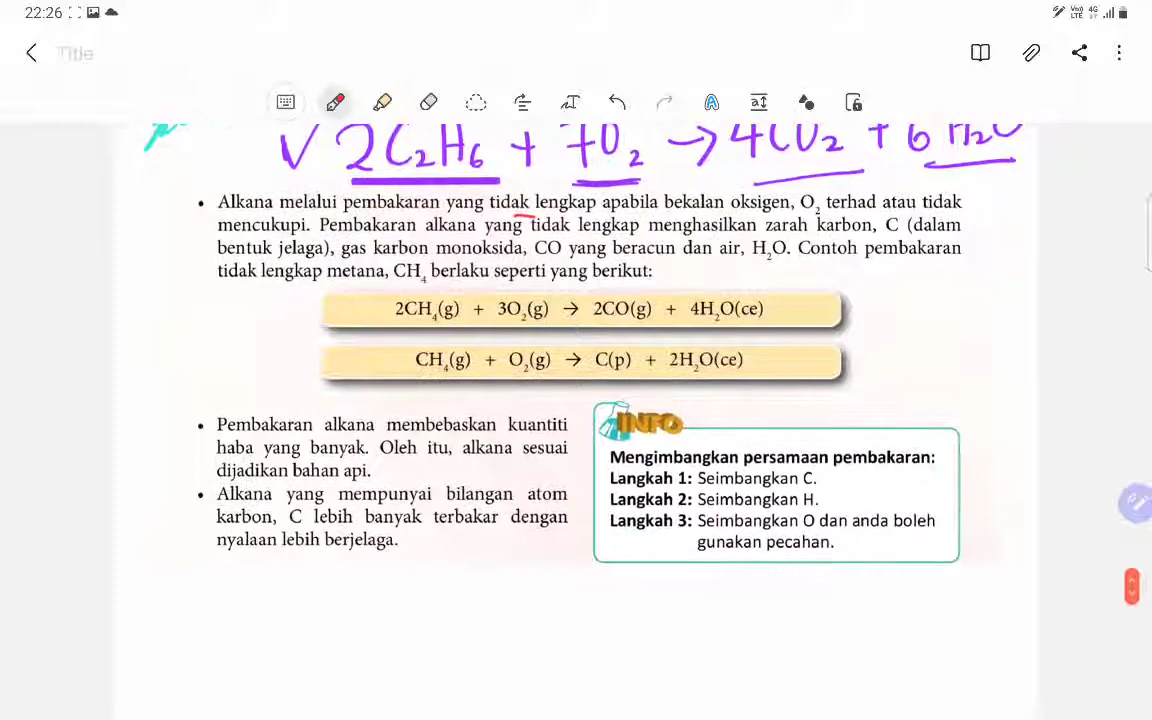 22:26
Title
√ 2C₂H₆ + 7O₂ → 4CO₂ + 6H₂O
• Alkana melalui pembakaran yang tidak lengkap apabila bekalan oksigen, O₂ terhad atau tidak
mencukupi. Pembakaran alkana yang tidak lengkap menghasilkan zarah karbon, C (dalam
bentuk jelaga), gas karbon monoksida, CO yang beracun dan air, H₂O. Contoh pembakaran
tidak lengkap metana, CH₄ berlaku seperti yang berikut:
2CH₄(g) + 3O₂(g) → 2CO(g) + 4H₂O(ce)
CH₄(g) + O₂(g) → C(p) + 2H₂O(ce)
• Pembakaran alkana membebaskan kuantiti
haba yang banyak. Oleh itu, alkana sesuai
dijadikan bahan api.
• Alkana yang mempunyai bilangan atom
karbon, C lebih banyak terbakar dengan
nyalaan lebih berjelaga.
INFO
Mengimbangkan persamaan pembakaran:
Langkah 1: Seimbangkan C.
Langkah 2: Seimbangkan H.
Langkah 3: Seimbangkan O dan anda boleh
gunakan pecahan.